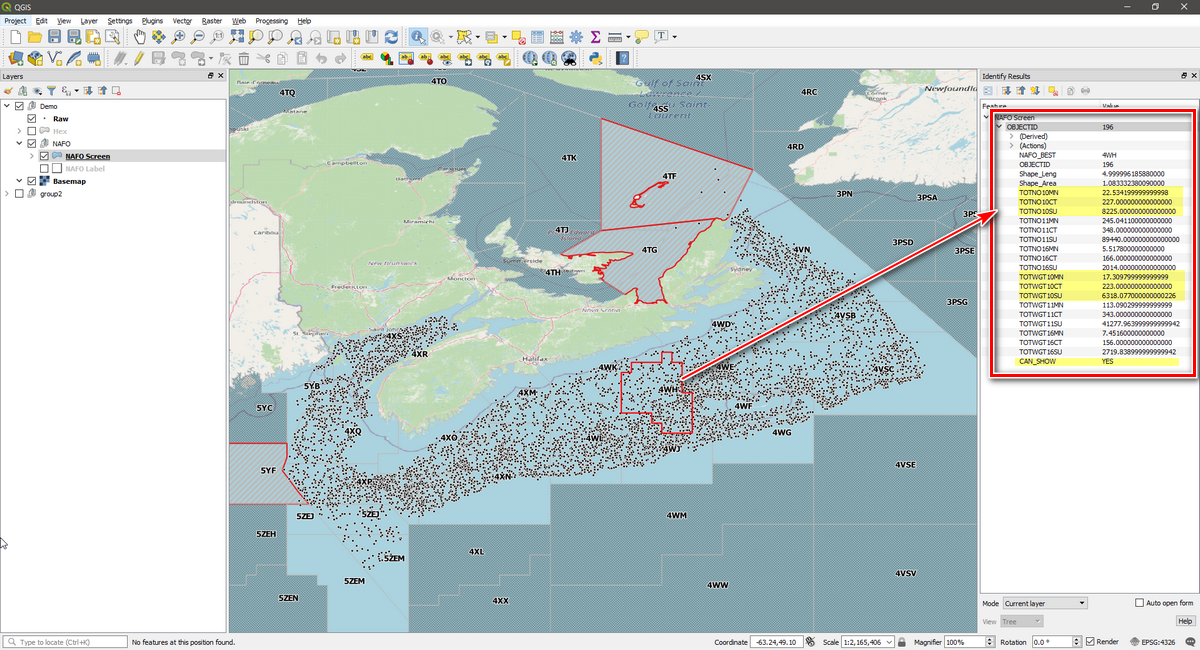 QGIS
Project Edit View Layer Settings Plugins Vector Raster Web Processing Help
Layers
Demo
Raw
Hex
NAFO
NAFO Screen
NAFO Label
Basemap
group2
4TQ
4TO
4SS
4SX
4RC
4RD
Gulf of Saint
Lawrence /
Golfe du Saint-
Laurent
Newfoundla
Corner
Brook
Matane
Campbellton
4TK
4TF
3PN
3PSA
3PS
4TJ
4TG
4TH
4VN
3PSD
3PSE
3PSG
Edmundston
Caribou
Miramichi
New Brunswick
Fredericton
Moncton
Summerside
Sydney
Nova Scotia
St. Stephen
Saint John
Halifax
4XS
4XR
5YB
5YC
4XQ
4XO
4XM
4WK
4WH
4WD
4WE
4VSB
4VSC
4WF
4WG
4WL
4WJ
4XP
4XN
5YF
5ZEJ
5ZEJ
5ZEH
5ZEM
5ZEM
5ZEN
4XL
4XX
4WM
4WW
4VSE
4VSV
Identify Results
Feature Value
NAFO Screen
OBJECTID 196
(Derived)
(Actions)
NAFO_BEST 4WH
OBJECTID 196
Shape_Leng 4.999996185880000
Shape_Area 1.083332380090000
TOTNO10MN 22.534199999999998
TOTNO10CT 227.000000000000000
TOTNO10SU 8225.000000000000000
TOTNO11MN 245.041100000000000
TOTNO11CT 348.000000000000000
TOTNO11SU 89440.000000000000000
TOTNO16MN 5.517800000000000
TOTNO16CT 166.000000000000000
TOTNO16SU 2014.000000000000000
TOTWGT10MN 17.309799999999999
TOTWGT10CT 223.000000000000000
TOTWGT10SU 6318.077000000000226
TOTWGT11MN 113.090299999999999
TOTWGT11CT 343.000000000000000
TOTWGT11SU 41277.963999999999942
TOTWGT16MN 7.451600000000000
TOTWGT16CT 156.000000000000000
TOTWGT16SU 2719.838999999999942
CAN_SHOW YES
Mode Current layer Auto open form
View Tree Help
Type to locate (Ctrl+K) No features at this position found. Coordinate -63.24,49.10 Scale 1:2,165,406 Magnifier 100% Rotation 0.0 ° Render EPSG:4326